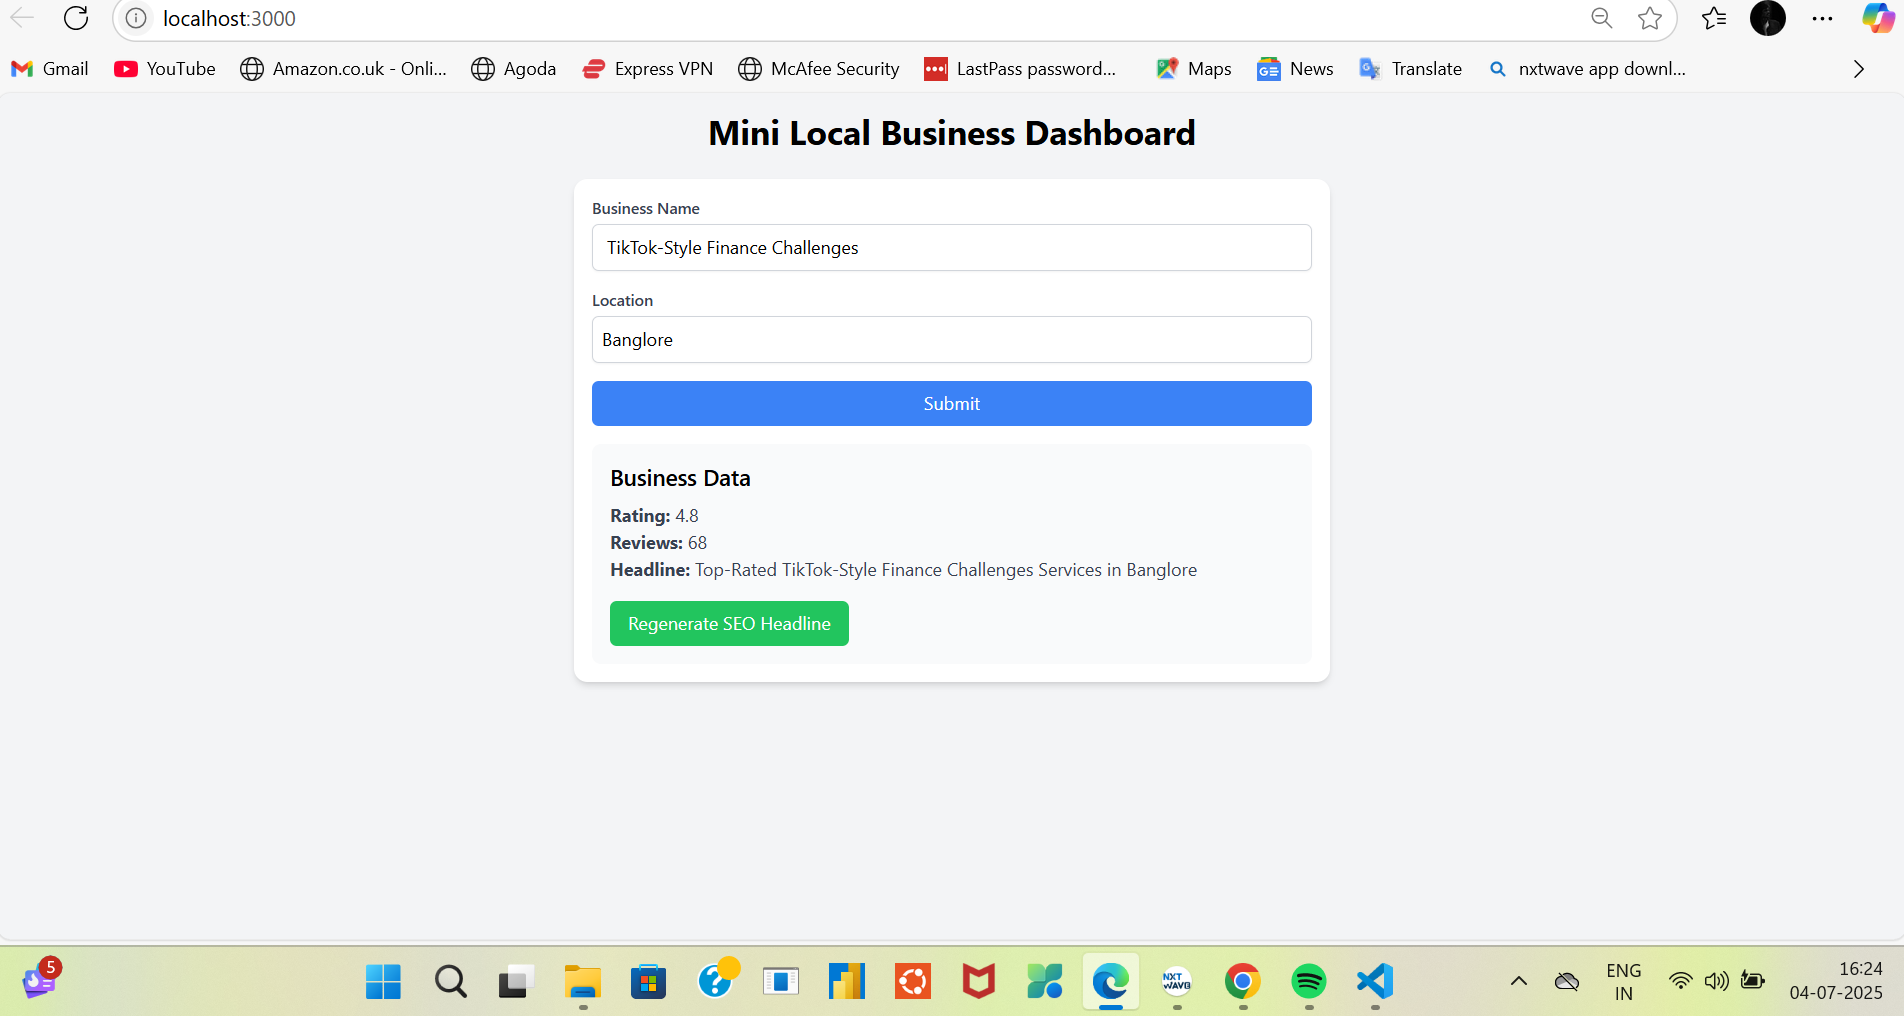 localhost:3000
Gmail
YouTube
Amazon.co.uk - Onli...
Agoda
Express VPN
McAfee Security
LastPass password...
Maps
News
Translate
nxtwave app downl...
Mini Local Business Dashboard
Business Name
TikTok-Style Finance Challenges
Location
Banglore
Submit
Business Data
Rating: 4.8
Reviews: 68
Headline: Top-Rated TikTok-Style Finance Challenges Services in Banglore
Regenerate SEO Headline
5
NXT
WAVE
ENG
IN
16:24
04-07-2025